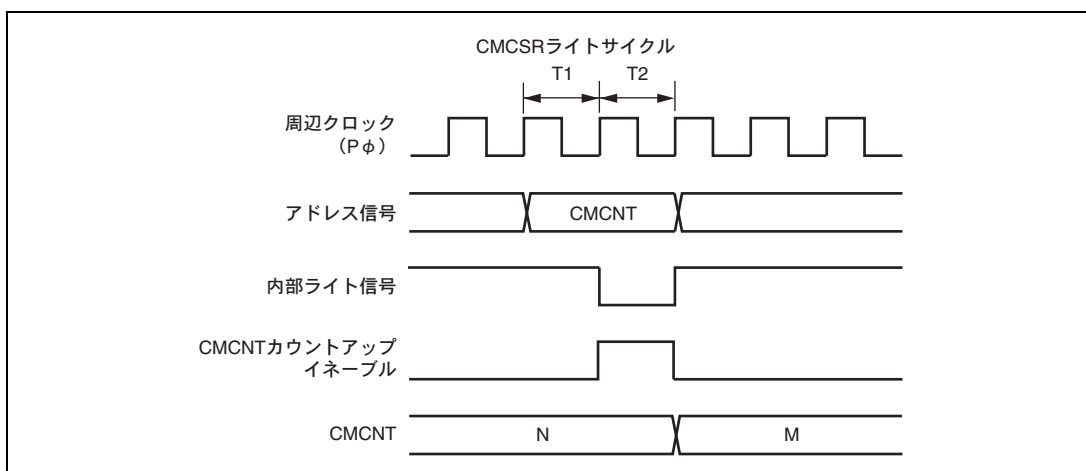 CMCSRライトサイクル
T1 T2
周辺クロック
（Pφ）
アドレス信号 CMCNT
内部ライト信号
CMCNTカウントアップ
イネーブル
CMCNT N M